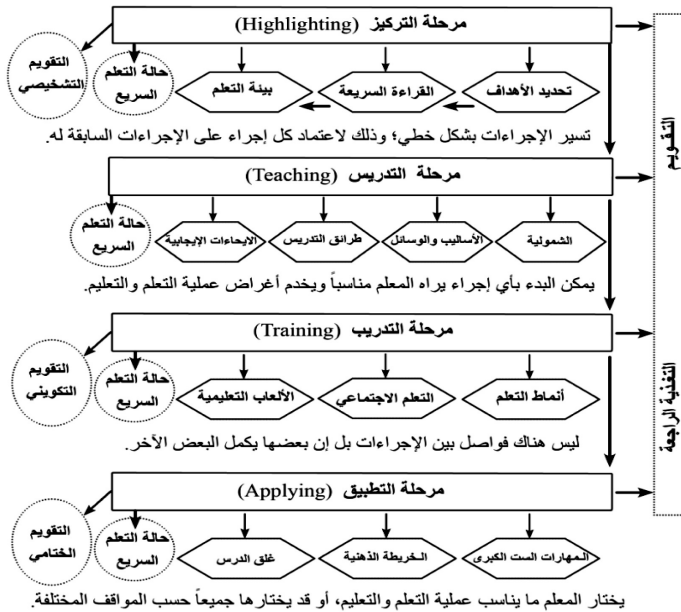 مرحلة التركيز (Highlighting)
تحديد الأهداف
القراءة السريعة
بيئة التعلم
حالة التعلم
السريع
التقويم
التشخيصي
تسير الإجراءات بشكل خطي؛ وذلك لاعتماد كل إجراء على الإجراءات السابقة له.
مرحلة التدريس (Teaching)
الشمولية
الأساليب والوسائل
طرائق التدريس
الايحاءات الإيجابية
حالة التعلم
السريع
يمكن البدء بأي إجراء يراه المعلم مناسباً ويخدم أغراض عملية التعلم والتعليم.
مرحلة التدريب (Training)
أنماط التعلم
التعلم الاجتماعي
الألعاب التعليمية
حالة التعلم
السريع
التقويم
التكويني
ليس هناك فواصل بين الإجراءات بل إن بعضها يكمل البعض الآخر.
مرحلة التطبيق (Applying)
المهارات الست الكبرى
الخريطة الذهنية
غلق الدرس
حالة التعلم
السريع
التقويم
الختامي
يختار المعلم ما يناسب عملية التعلم والتعليم، أو قد يختارها جميعاً حسب المواقف المختلفة.
التقويم
التغذية الراجعة